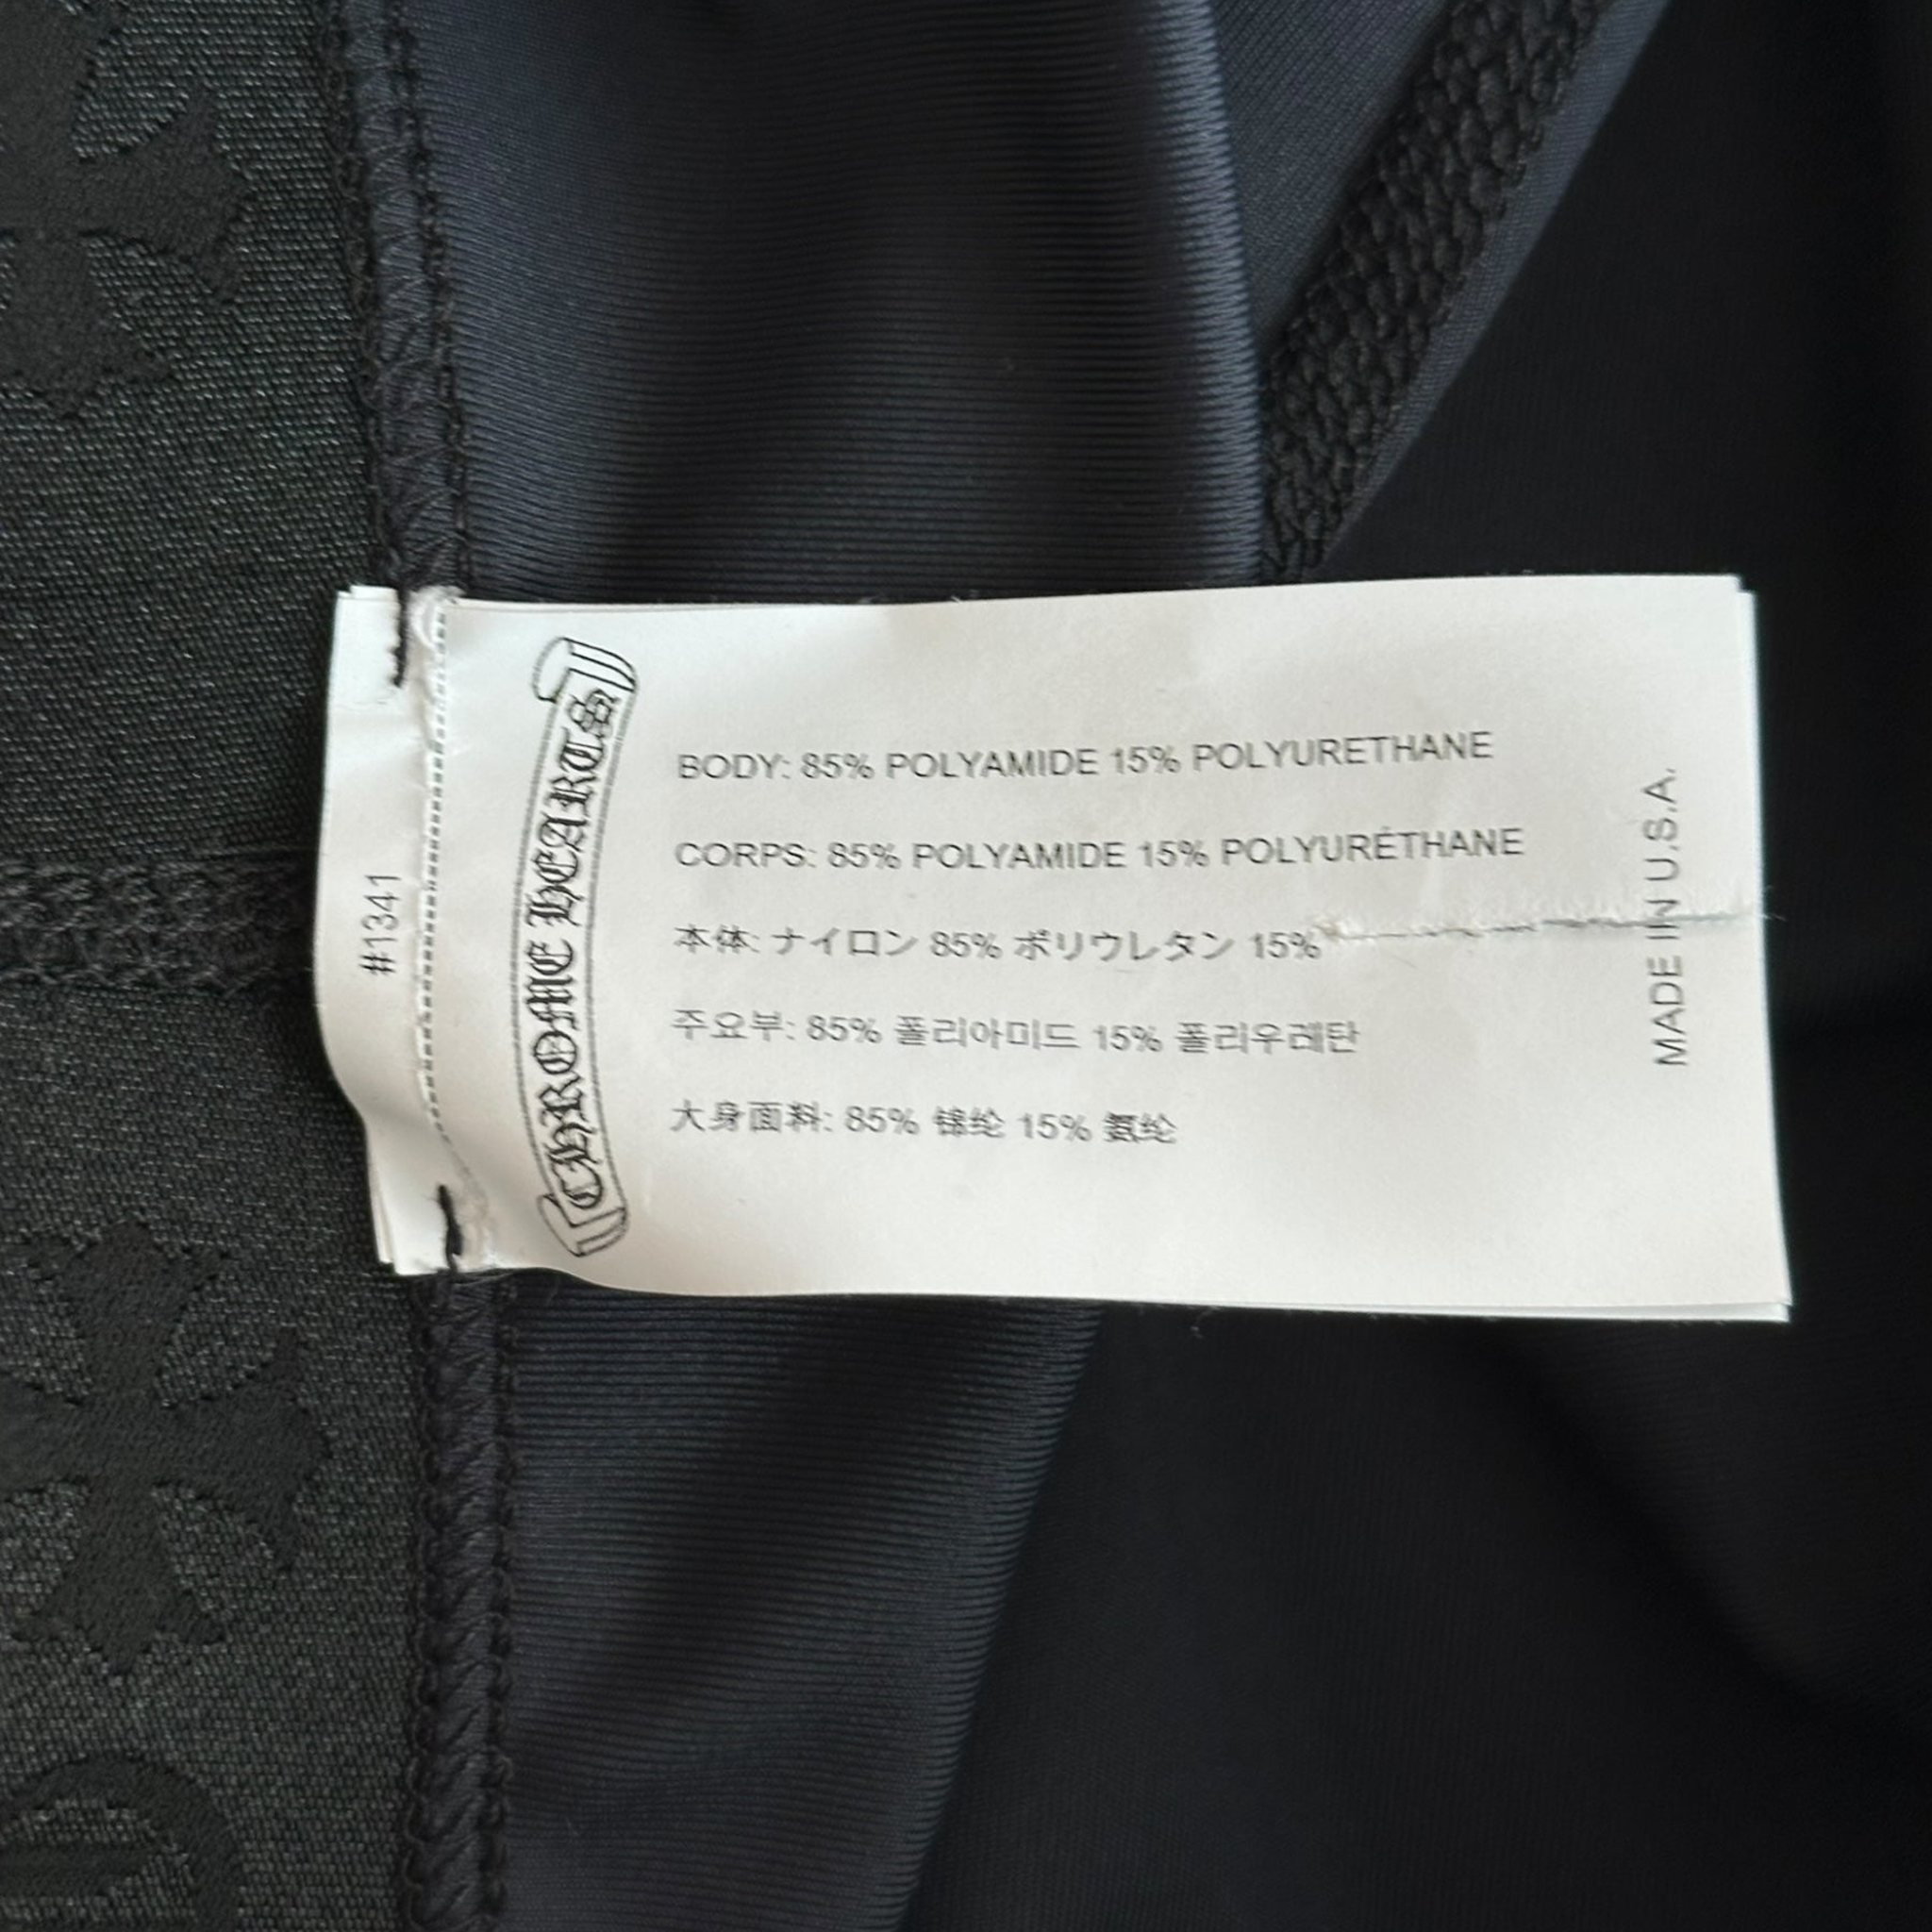 #1341
CHROME HEARTS
BODY: 85% POLYAMIDE 15% POLYURETHANE
CORPS: 85% POLYAMIDE 15% POLYURÉTHANE
本体: ナイロン 85% ポリウレタン 15%
주요부: 85% 폴리아미드 15% 폴리우레탄
大身面料: 85% 锦纶 15% 氨纶
MADE IN U.S.A.